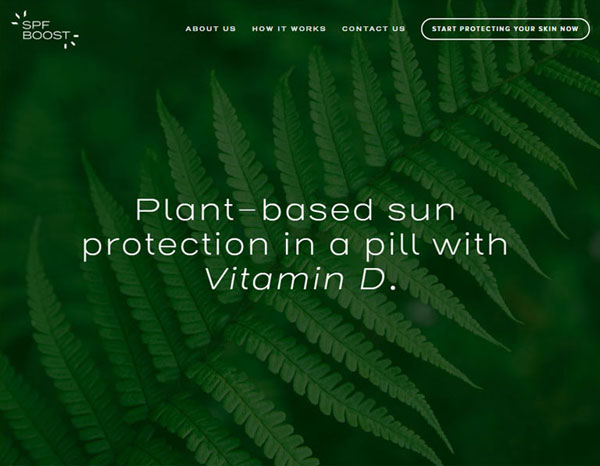 SPF
BOOST
ABOUT US
HOW IT WORKS
CONTACT US
START PROTECTING YOUR SKIN NOW
Plant-based sun
protection in a pill with
Vitamin D.